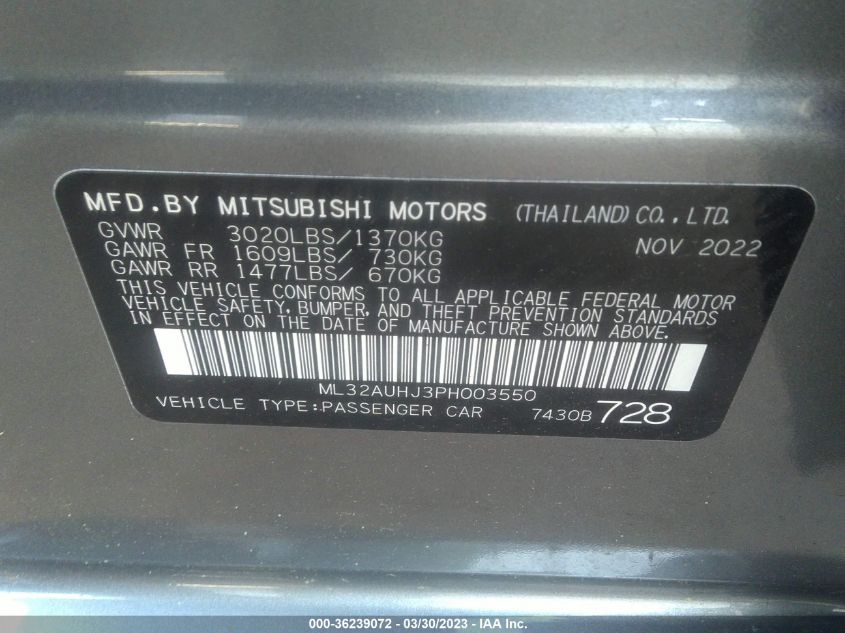 MFD.BY MITSUBISHI MOTORS (THAILAND) CO., LTD.
GVWR 3020LBS/1370KG NOV 2022
GAWR FR 1609LBS/ 730KG
GAWR RR 1477LBS/ 670KG
THIS VEHICLE CONFORMS TO ALL APPLICABLE FEDERAL MOTOR
VEHICLE SAFETY, BUMPER, AND THEFT PREVENTION STANDARDS
IN EFFECT ON THE DATE OF MANUFACTURE SHOWN ABOVE.
ML32AUHJ3PH003550
VEHICLE TYPE:PASSENGER CAR 7430B 728
000-36239072 - 03/30/2023 - IAA Inc.